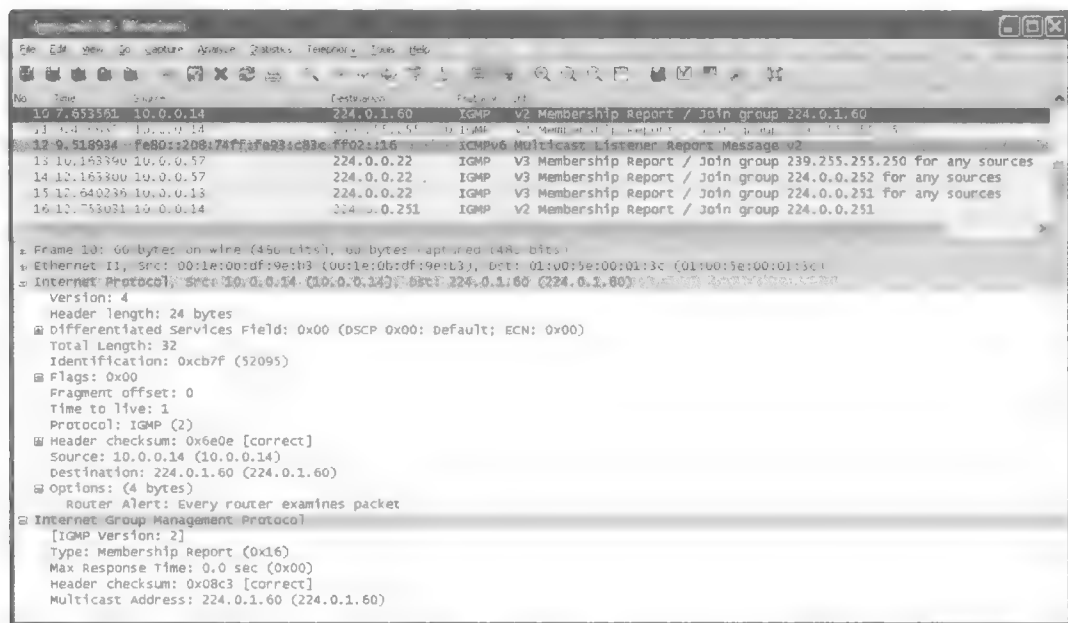 File Edit View Go Capture Analyze Statistics Telephony Tools Help
No. Time Source Destination
10 7.653561 10.0.0.14 224.0.1.60 IGMP V2 Membership Report / Join group 224.0.1.60
12 9.518934 fe80::208:74ff:fe93:c83c ff02::16 ICMPv6 Multicast Listener Report Message v2
13 10.163390 10.0.0.57 224.0.0.22 IGMP V3 Membership Report / Join group 239.255.255.250 for any sources
14 12.163300 10.0.0.57 224.0.0.22 IGMP V3 Membership Report / Join group 224.0.0.252 for any sources
15 12.640236 10.0.0.13 224.0.0.22 IGMP V3 Membership Report / Join group 224.0.0.251 for any sources
16 12.753031 10.0.0.14 224.0.0.251 IGMP V2 Membership Report / Join group 224.0.0.251
Frame 10: 60 bytes on wire (480 bits), 60 bytes captured (480 bits)
Ethernet II, Src: 00:1e:0b:df:9e:b3 (00:1e:0b:df:9e:b3), Dst: 01:00:5e:00:01:3c (01:00:5e:00:01:3c)
Internet Protocol, Src: 10.0.0.14 (10.0.0.14), Dst: 224.0.1.60 (224.0.1.60)
Version: 4
Header length: 24 bytes
Differentiated Services Field: 0x00 (DSCP 0x00: Default; ECN: 0x00)
Total Length: 32
Identification: 0xcb7f (52095)
Flags: 0x00
Fragment offset: 0
Time to live: 1
Protocol: IGMP (2)
Header checksum: 0x6e0e [correct]
Source: 10.0.0.14 (10.0.0.14)
Destination: 224.0.1.60 (224.0.1.60)
Options: (4 bytes)
Router Alert: Every router examines packet
Internet Group Management Protocol
[IGMP Version: 2]
Type: Membership Report (0x16)
Max Response Time: 0.0 sec (0x00)
Header checksum: 0x08c3 [correct]
Multicast Address: 224.0.1.60 (224.0.1.60)